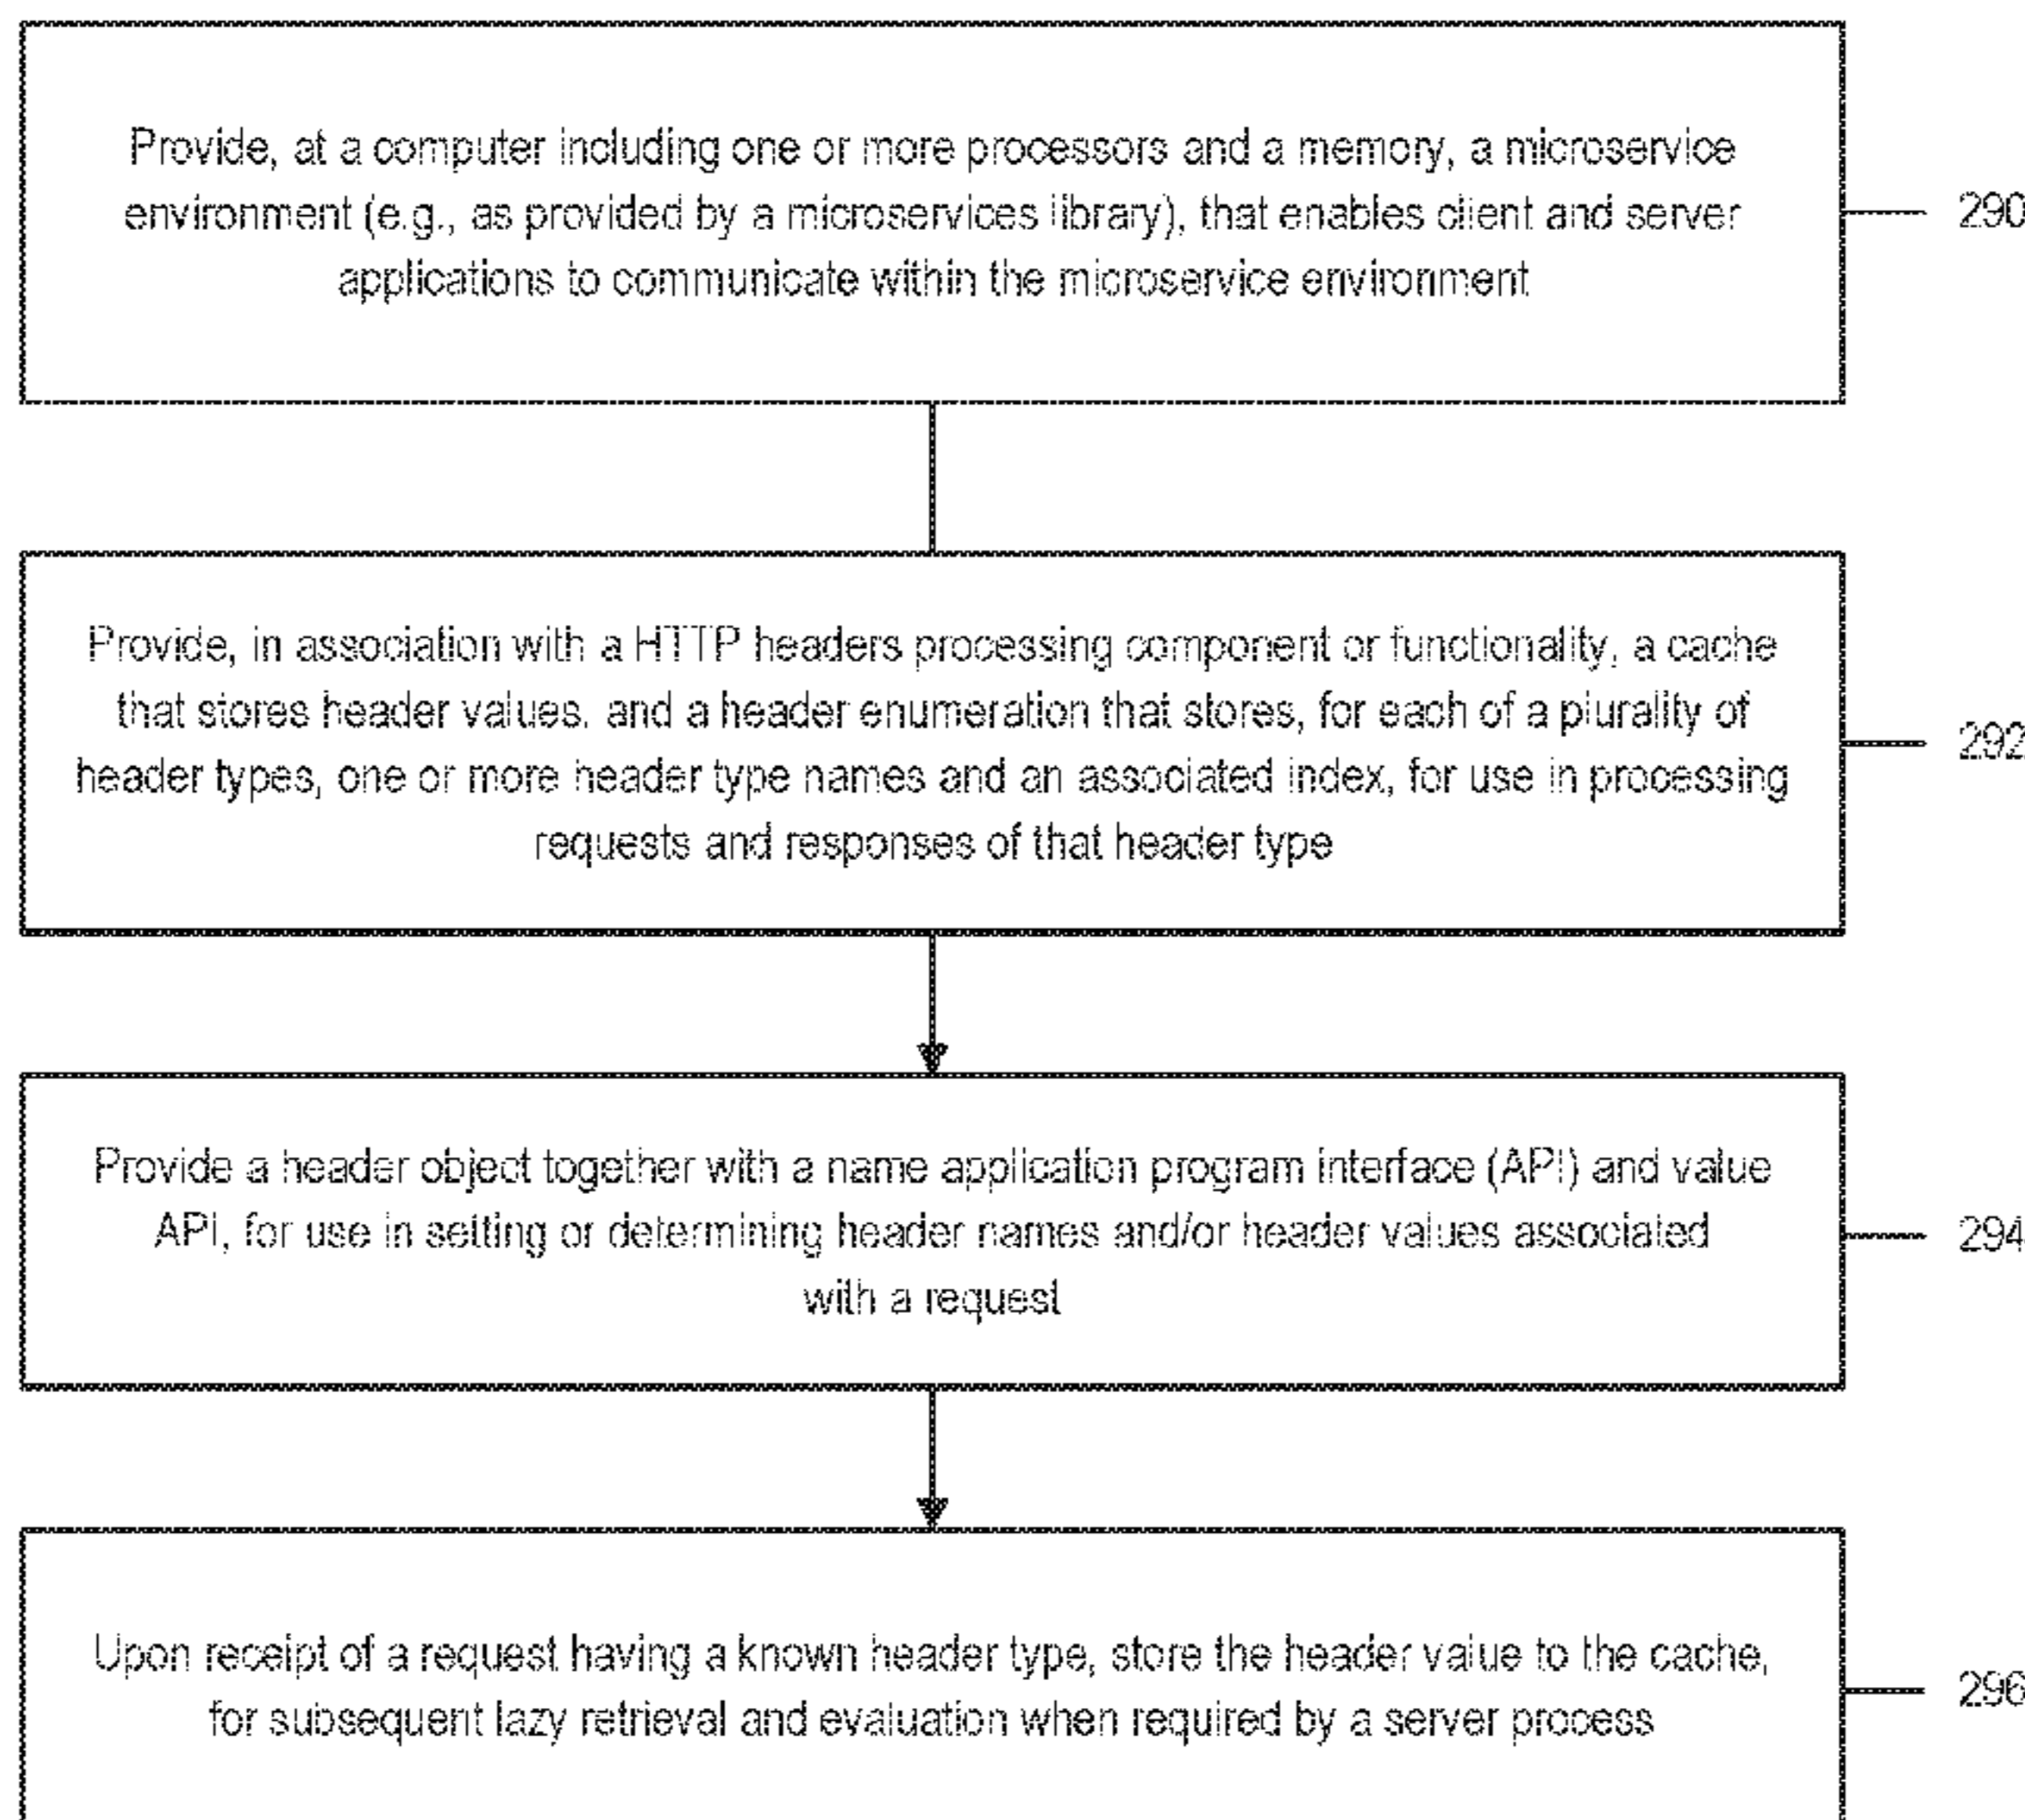 Provide, at a computer including one or more processors and a memory, a microservice
environment (e.g., as provided by a microservices library), that enables client and server
applications to communicate within the microservice environment
290
Provide, in association with a HTTP headers processing component or functionality, a cache
that stores header values, and a header enumeration that stores, for each of a plurality of
header types, one or more header type names and an associated index, for use in processing
requests and responses of that header type
292
Provide a header object together with a name application program interface (API) and value
API, for use in setting or determining header names and/or header values associated
with a request
294
Upon receipt of a request having a known header type, store the header value to the cache,
for subsequent lazy retrieval and evaluation when required by a server process
296